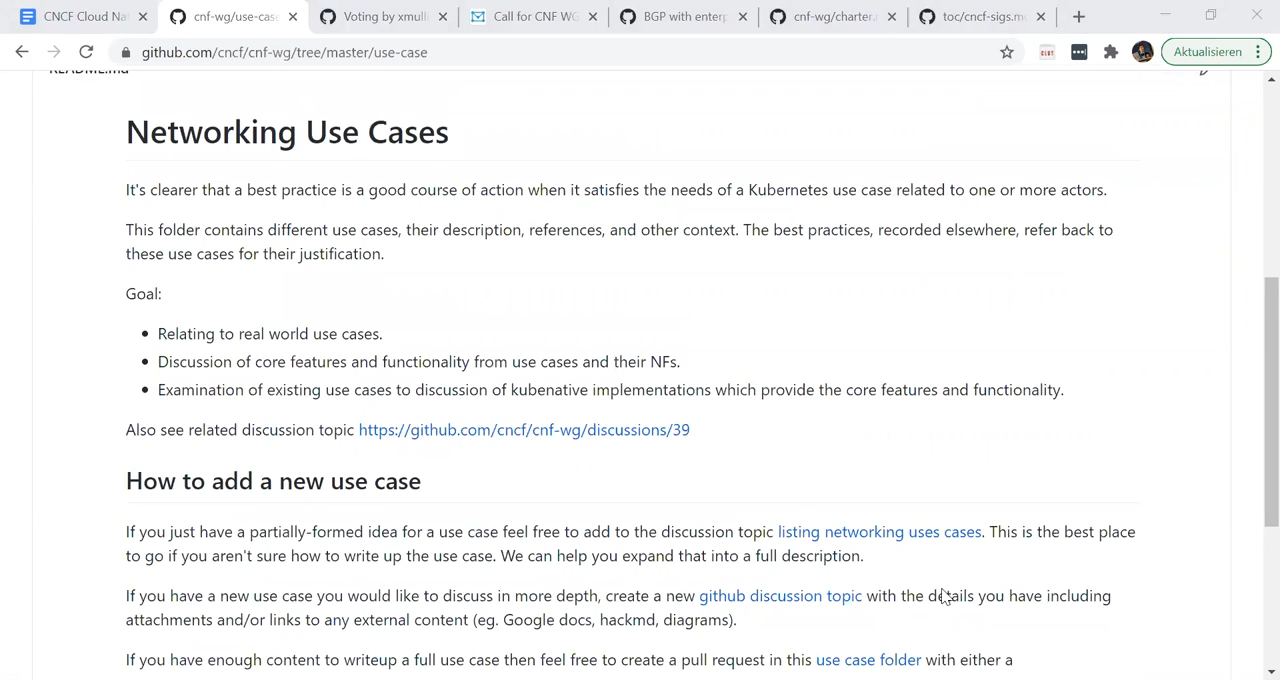 CNCF Cloud Na
cnf-wg/use-cas
Voting by xmulli
Call for CNF WG
BGP with enterp
cnf-wg/charter.
toc/cncf-sigs.m
github.com/cncf/cnf-wg/tree/master/use-case
Aktualisieren
README.md
Networking Use Cases
It's clearer that a best practice is a good course of action when it satisfies the needs of a Kubernetes use case related to one or more actors.
This folder contains different use cases, their description, references, and other context. The best practices, recorded elsewhere, refer back to
these use cases for their justification.
Goal:
Relating to real world use cases.
Discussion of core features and functionality from use cases and their NFs.
Examination of existing use cases to discussion of kubenative implementations which provide the core features and functionality.
Also see related discussion topic https://github.com/cncf/cnf-wg/discussions/39
How to add a new use case
If you just have a partially-formed idea for a use case feel free to add to the discussion topic listing networking uses cases. This is the best place
to go if you aren't sure how to write up the use case. We can help you expand that into a full description.
If you have a new use case you would like to discuss in more depth, create a new github discussion topic with the details you have including
attachments and/or links to any external content (eg. Google docs, hackmd, diagrams).
If you have enough content to writeup a full use case then feel free to create a pull request in this use case folder with either a